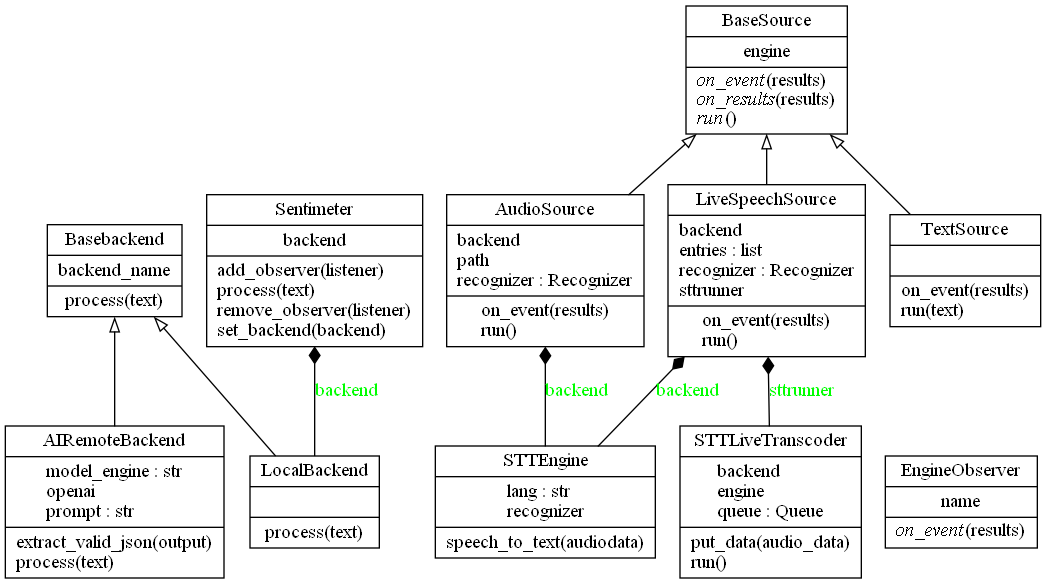 BaseSource
engine
on_event(results)
on_results(results)
run()
Sentimeter
backend
add_observer(listener)
process(text)
remove_observer(listener)
set_backend(backend)
AudioSource
backend
path
recognizer : Recognizer
on_event(results)
run()
LiveSpeechSource
backend
entries : list
recognizer : Recognizer
sttrunner
on_event(results)
run()
TextSource
on_event(results)
run(text)
Basebackend
backend_name
process(text)
backend
backend
backend
sttrunner
AIRemoteBackend
model_engine : str
openai
prompt : str
extract_valid_json(output)
process(text)
LocalBackend
process(text)
STTEngine
lang : str
recognizer
speech_to_text(audiodata)
STTLiveTranscoder
backend
engine
queue : Queue
put_data(audio_data)
run()
EngineObserver
name
on_event(results)